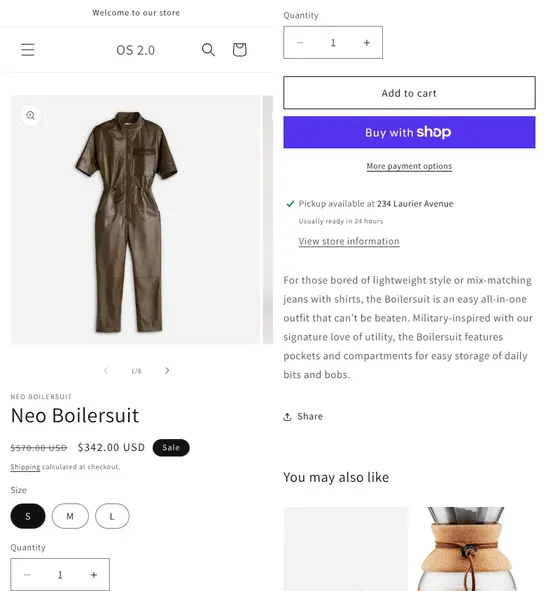 Welcome to our store
OS 2.0
1/6
NEO BOILERSUIT
Neo Boilersuit
$570.00 USD $342.00 USD Sale
Shipping calculated at checkout.
Size
S M L
Quantity
− 1 +
Quantity
− 1 +
Add to cart
Buy with shop
More payment options
Pickup available at 234 Laurier Avenue
Usually ready in 24 hours
View store information
For those bored of lightweight style or mix-matching
jeans with shirts, the Boilersuit is an easy all-in-one
outfit that can't be beaten. Military-inspired with our
signature love of utility, the Boilersuit features
pockets and compartments for easy storage of daily
bits and bobs.
Share
You may also like